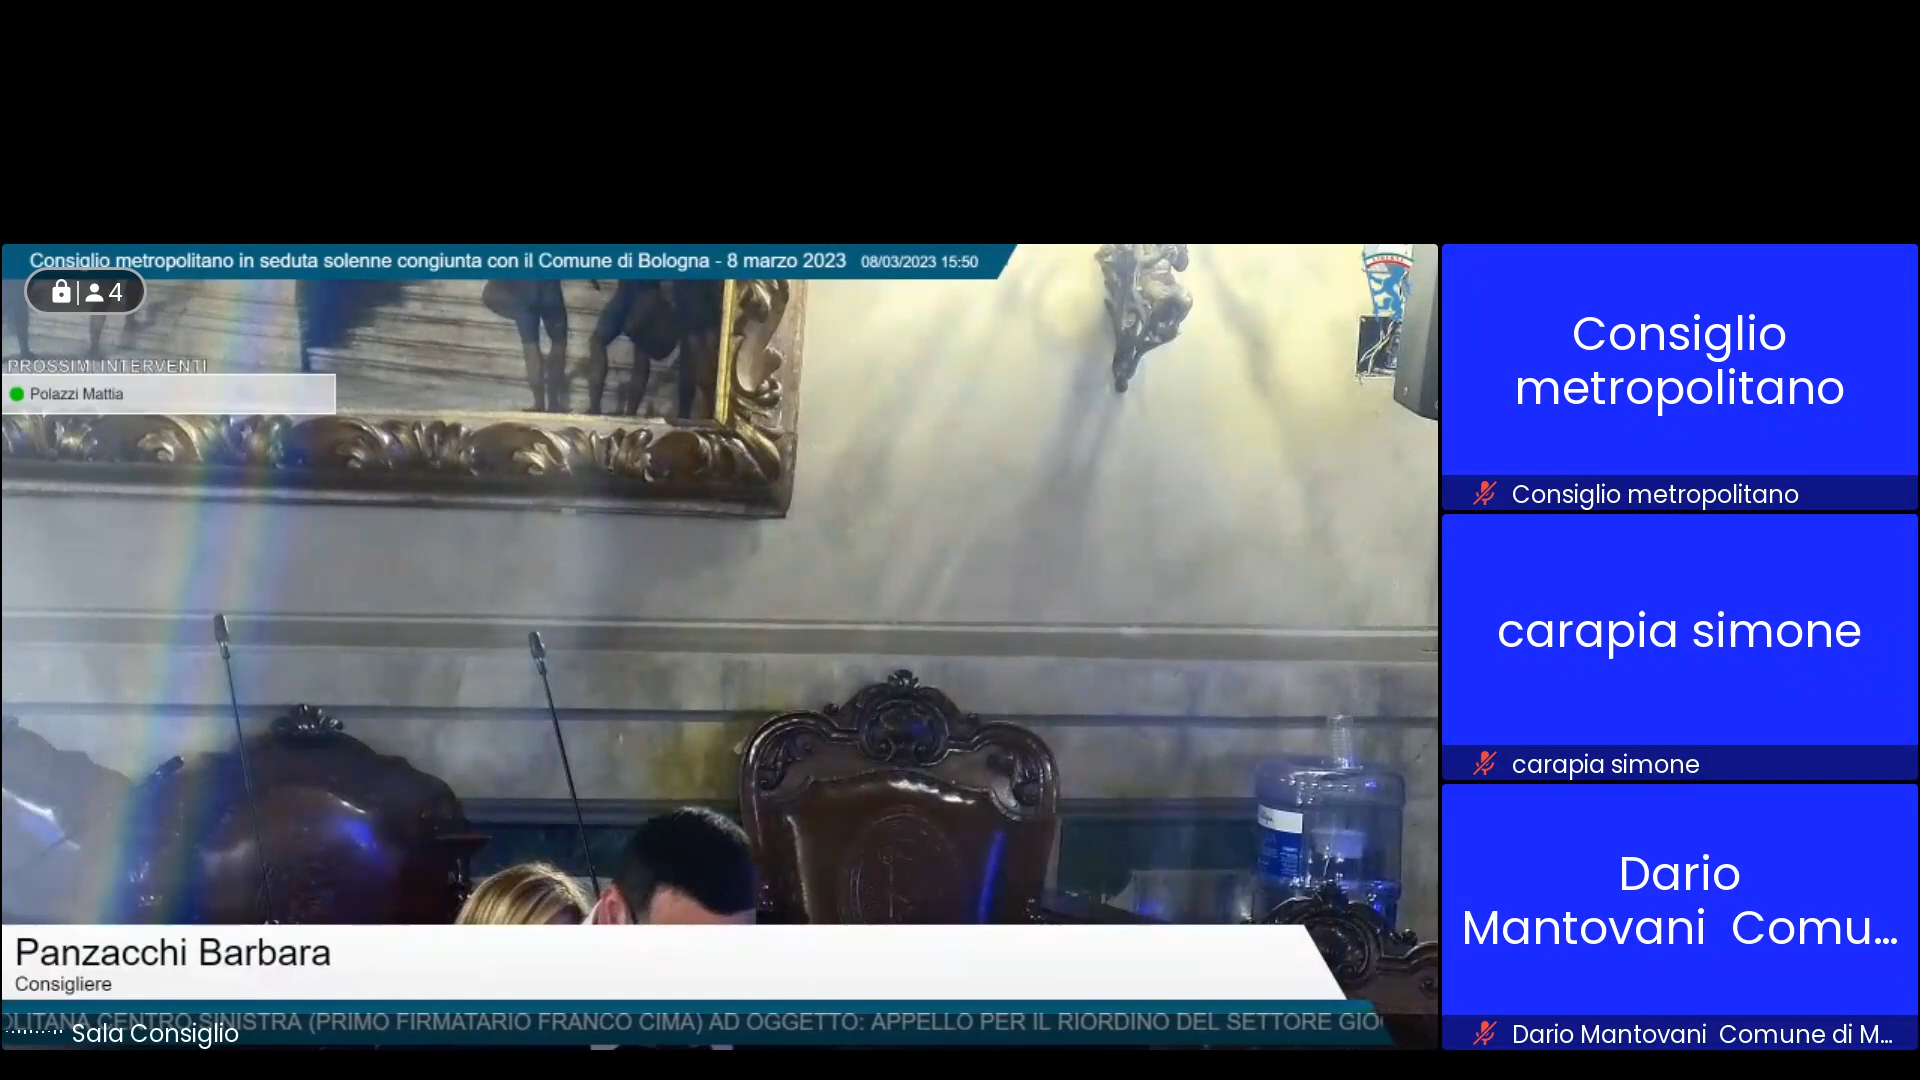 Consiglio metropolitano in seduta solenne congiunta con il Comune di Bologna - 8 marzo 2023 08/03/2023 15:50
4
PROSSIMI INTERVENTI
Polazzi Mattia
Panzacchi Barbara
Consigliere
OLITANA CENTRO-SINISTRA (PRIMO FIRMATARIO FRANCO CIMA) AD OGGETTO: APPELLO PER IL RIORDINO DEL SETTORE GIO
Sala Consiglio
Consiglio
metropolitano
Consiglio metropolitano
carapia simone
carapia simone
Dario
Mantovani Comu...
Dario Mantovani Comune di M...